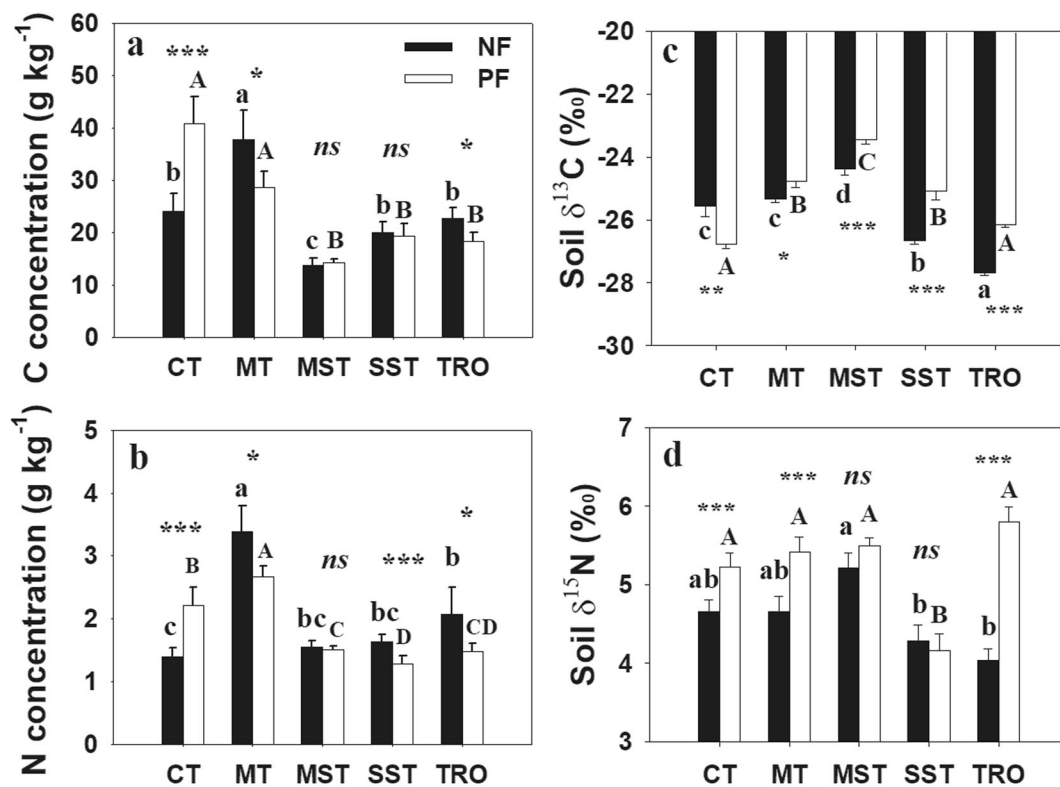 a
C concentration (g kg⁻¹)
60
50
40
30
20
10
0
NF
PF
*** * ns ns *
b A a A c B b B b B
CT MT MST SST TRO
c
Soil δ¹³C (‰)
-20
-22
-24
-26
-28
-30
c A c B d C b B a A
** * *** *** ***
CT MT MST SST TRO
b
N concentration (g kg⁻¹)
5
4
3
2
1
0
*** * ns *** *
c B a A bc C bc D b CD
CT MT MST SST TRO
d
Soil δ¹⁵N (‰)
7
6
5
4
3
*** *** ns ns ***
ab A ab A a A b B b A
CT MT MST SST TRO